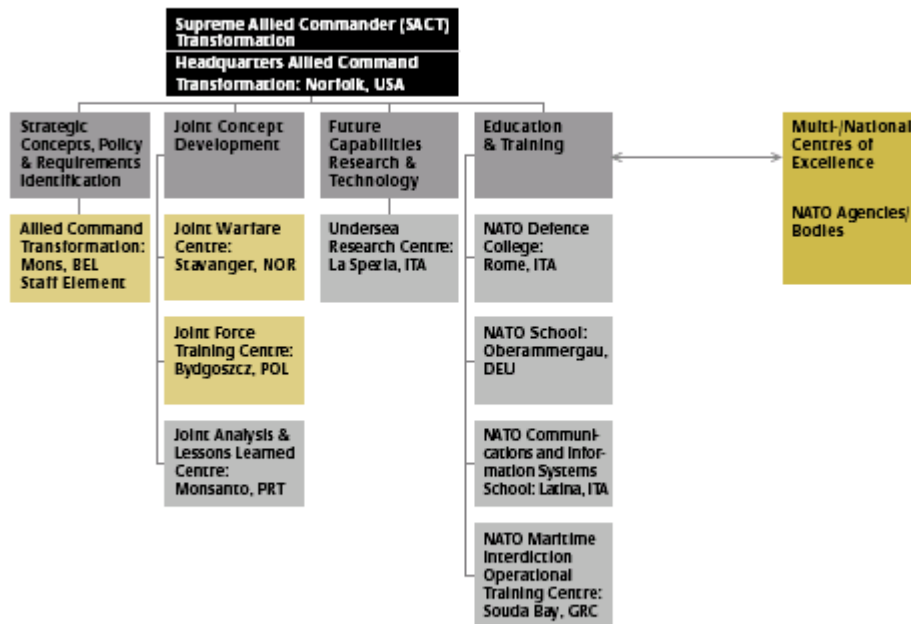 Supreme Allied Commander (SACT)
Transformation
Headquarters Allied Command
Transformation: Norfolk, USA
Strategic
Concepts, Policy
& Requirements
Identification
Joint Concept
Development
Future
Capabilities
Research &
Technology
Education
& Training
Multi-/National
Centres of
Excellence
NATO Agencies/
Bodies
Allied Command
Transformation:
Mons, BEL
Staff Element
Joint Warfare
Centre:
Stavanger, NOR
Joint Force
Training Centre:
Bydgoszcz, POL
Joint Analysis &
Lessons Learned
Centre:
Monsanto, PRT
Undersea
Research Centre:
La Spezia, ITA
NATO Defence
College:
Rome, ITA
NATO School:
Oberammergau,
DEU
NATO Communi-
cations and Infor-
mation Systems
School: Latina, ITA
NATO Maritime
Interdiction
Operational
Training Centre:
Souda Bay, GRC